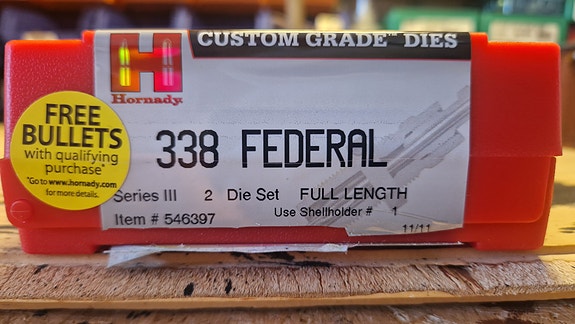 CUSTOM GRADE™ DIES
H
Hornady
FREE
BULLETS
with qualifying
purchase*
*Go to www.hornady.com
for more details.
338 FEDERAL
Series III 2 Die Set FULL LENGTH
Item # 546397 Use Shellholder # 1
11/11